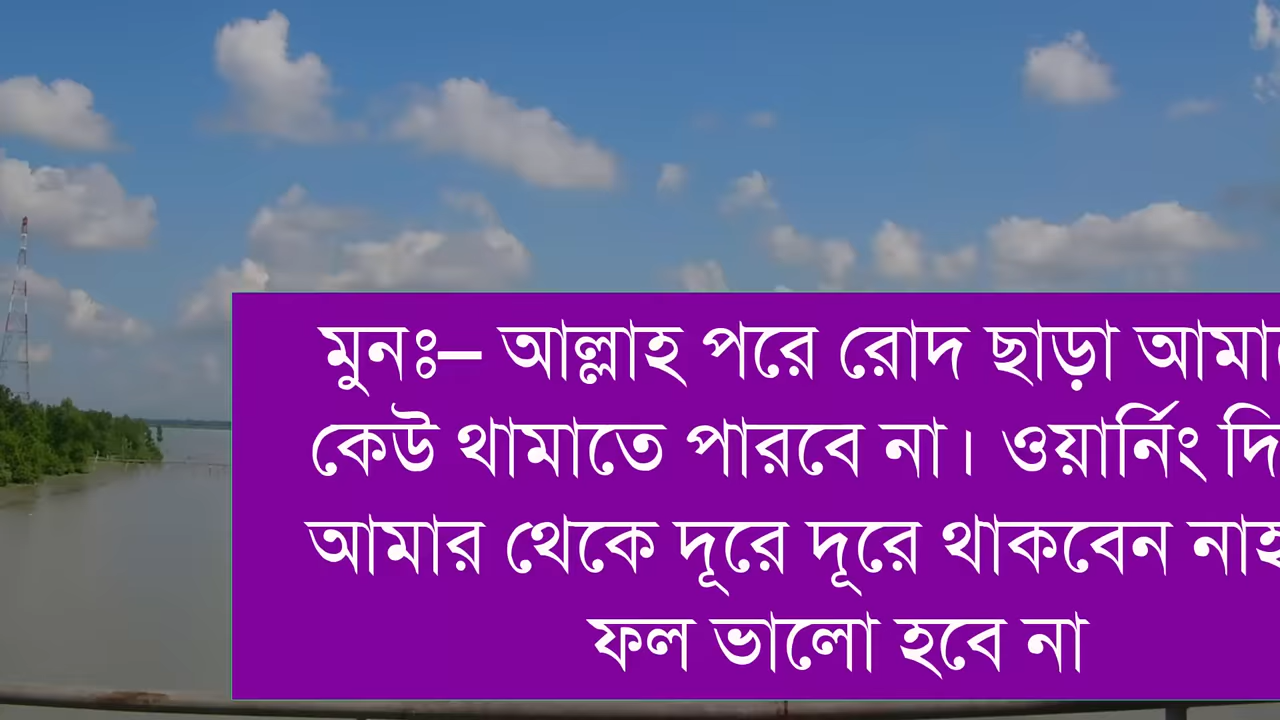 মুনঃ– আল্লাহ পরে রোদ ছাড়া
কেউ থামাতে পারবে না। ওয়ার্নিং
আমার থেকে দূরে দূরে থাকবেন
ফল ভালো হবে না